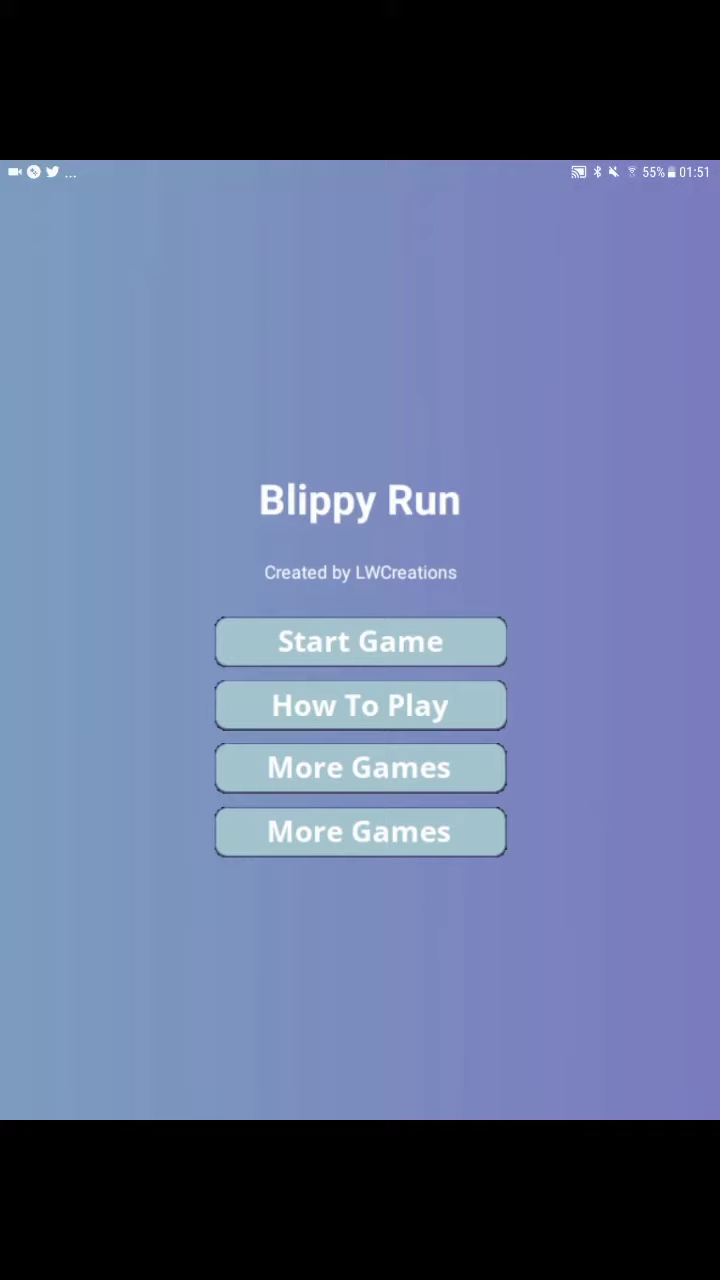 ... 55% 01:51
Blippy Run
Created by LWCreations
Start Game
How To Play
More Games
More Games